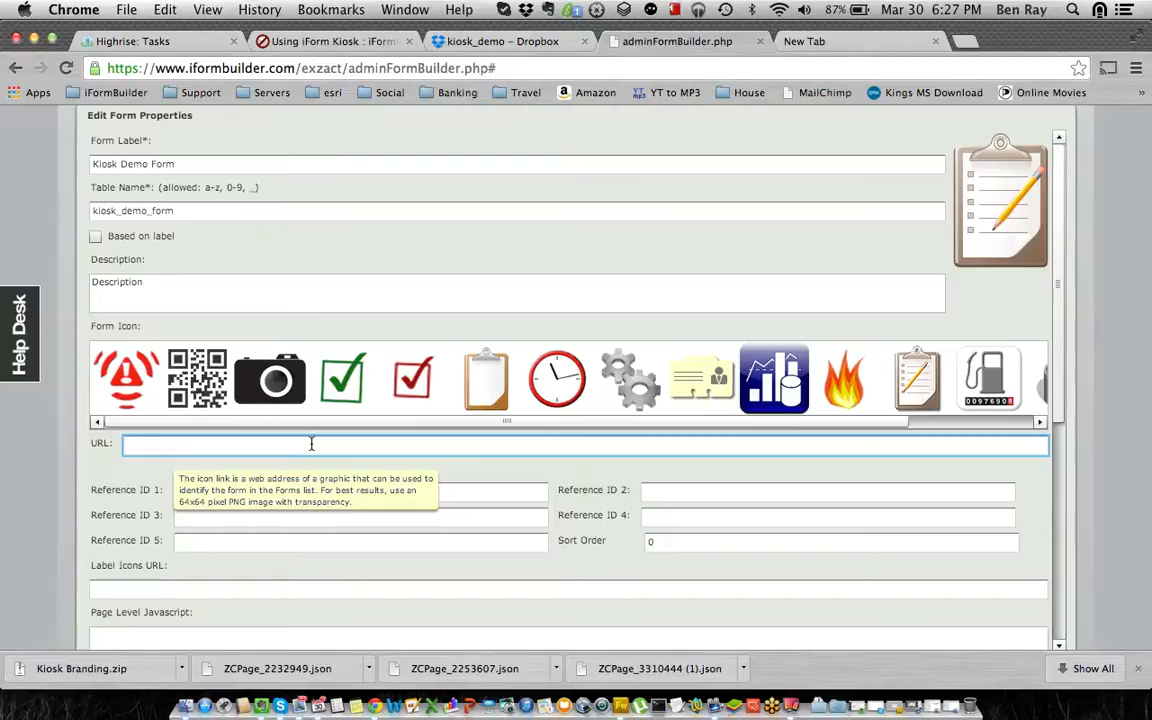 Chrome File Edit View History Bookmarks Window Help 87% Mar 30 6:27 PM Ben Ray
Highrise: Tasks Using iForm Kiosk : iForm kiosk_demo - Dropbox adminFormBuilder.php New Tab
https://www.iformbuilder.com/exzact/adminFormBuilder.php#
Apps iFormBuilder Support Servers esri Social Banking Travel Amazon YT to MP3 House MailChimp Kings MS Download Online Movies »
Edit Form Properties
Form Label*:
Kiosk Demo Form
Table Name*: (allowed: a-z, 0-9, _)
kiosk_demo_form
Based on label
Description:
Description
Form Icon:
0097690
URL:
The icon link is a web address of a graphic that can be used to
identify the form in the Forms list. For best results, use an
64x64 pixel PNG image with transparency.
Reference ID 1: Reference ID 2:
Reference ID 3: Reference ID 4:
Reference ID 5: Sort Order 0
Label Icons URL:
Page Level Javascript:
Help Desk
Kiosk Branding.zip ZCPage_2232949.json ZCPage_2253607.json ZCPage_3310444 (1).json Show All